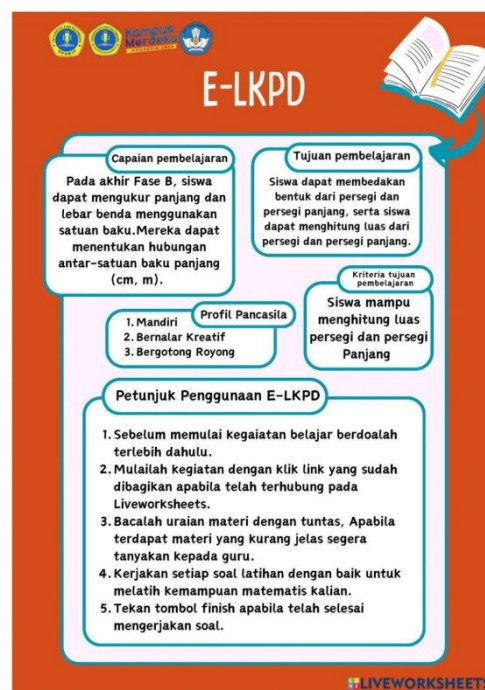 Kampus
Merdeka
INDONESIA JAYA
E-LKPD
Capaian pembelajaran
Pada akhir Fase B, siswa
dapat mengukur panjang dan
lebar benda menggunakan
satuan baku.Mereka dapat
menentukan hubungan
antar-satuan baku panjang
(cm, m).
Tujuan pembelajaran
Siswa dapat membedakan
bentuk dari persegi dan
persegi panjang, serta siswa
dapat menghitung luas dari
persegi dan persegi panjang.
Kriteria tujuan
pembelajaran
Siswa mampu
menghitung luas
persegi dan persegi
Panjang
Profil Pancasila
1. Mandiri
2. Bernalar Kreatif
3. Bergotong Royong
Petunjuk Penggunaan E-LKPD
1. Sebelum memulai kegaiatan belajar berdoalah
terlebih dahulu.
2. Mulailah kegiatan dengan klik link yang sudah
dibagikan apabila telah terhubung pada
Liveworksheets.
3. Bacalah uraian materi dengan tuntas, Apabila
terdapat materi yang kurang jelas segera
tanyakan kepada guru.
4. Kerjakan setiap soal latihan dengan baik untuk
melatih kemampuan matematis kalian.
5. Tekan tombol finish apabila telah selesai
mengerjakan soal.
LIVEWORKSHEETS